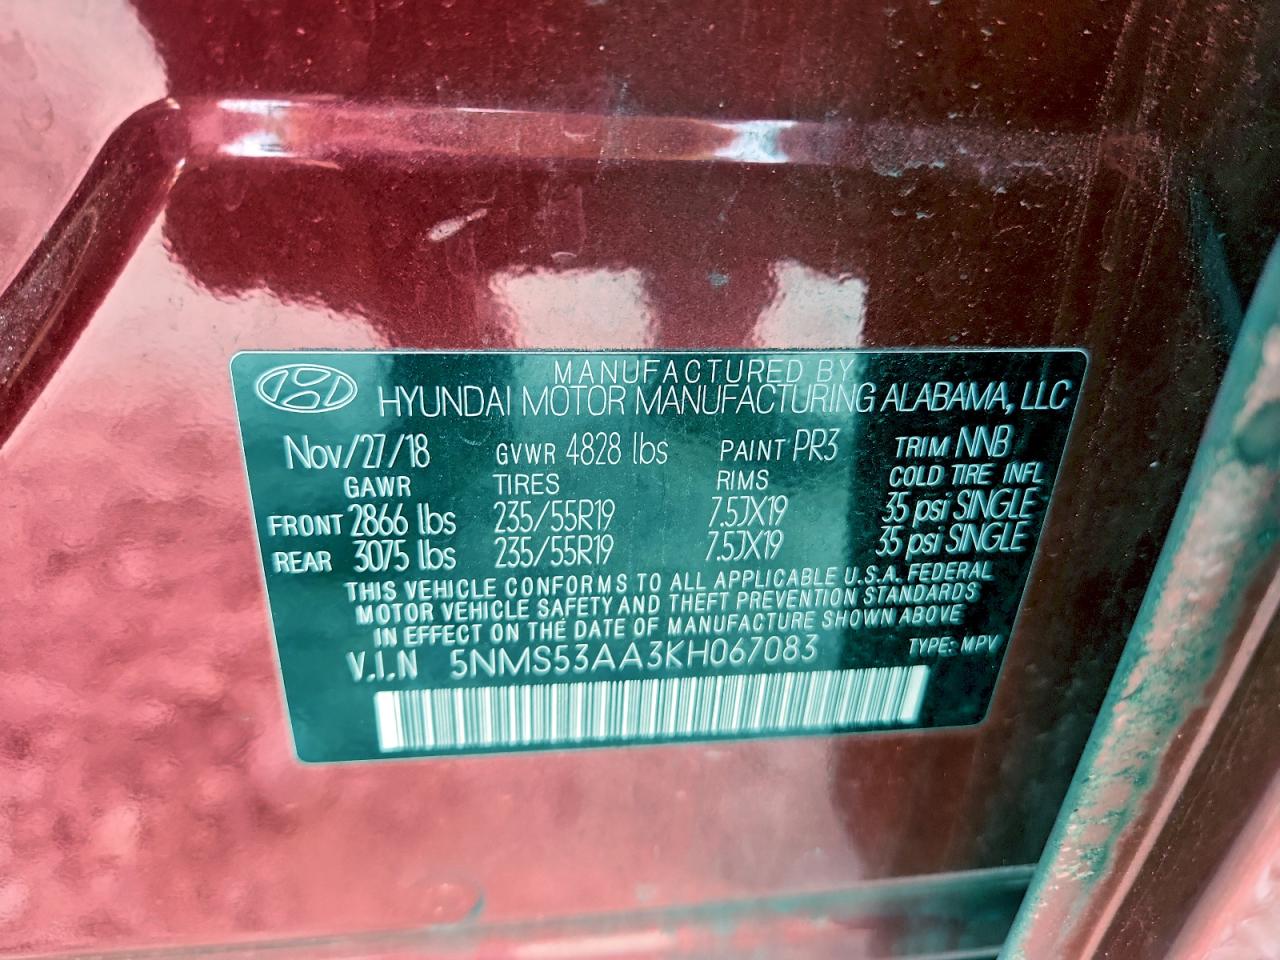 MANUFACTURED BY
HYUNDAI MOTOR MANUFACTURING ALABAMA, LLC
Nov/27/18 GVWR 4828 lbs PAINT PR3 TRIM NNB
GAWR TIRES RIMS COLD TIRE INFL
FRONT 2866 lbs 235/55R19 7.5JX19 35 psi SINGLE
REAR 3075 lbs 235/55R19 7.5JX19 35 psi SINGLE
THIS VEHICLE CONFORMS TO ALL APPLICABLE U.S.A. FEDERAL
MOTOR VEHICLE SAFETY AND THEFT PREVENTION STANDARDS
IN EFFECT ON THE DATE OF MANUFACTURE SHOWN ABOVE
V.I.N 5NMS53AA3KH067083 TYPE: MPV